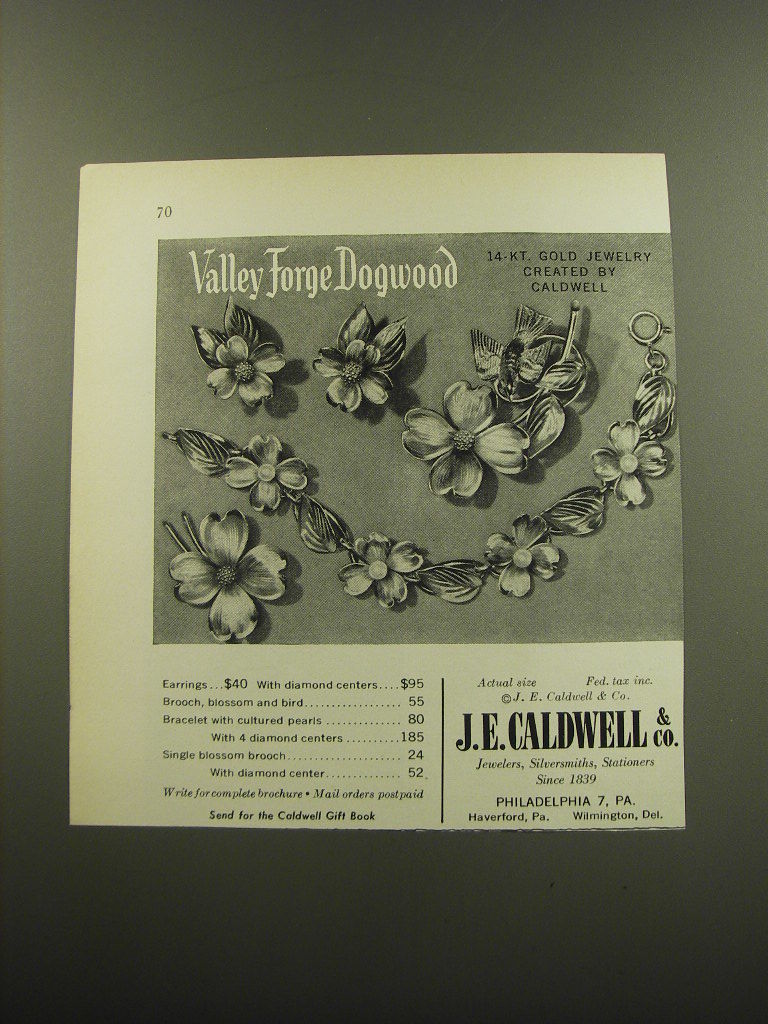 70
Valley Forge Dogwood
14-KT. GOLD JEWELRY
CREATED BY
CALDWELL
Earrings...$40 With diamond centers....$95
Brooch, blossom and bird.................. 55
Bracelet with cultured pearls .............. 80
With 4 diamond centers ..........185
Single blossom brooch..................... 24
With diamond center.............. 52
Write for complete brochure • Mail orders postpaid
Send for the Caldwell Gift Book
Actual size Fed. tax inc.
© J. E. Caldwell & Co.
J.E. CALDWELL & CO.
Jewelers, Silversmiths, Stationers
Since 1839
PHILADELPHIA 7, PA.
Haverford, Pa. Wilmington, Del.